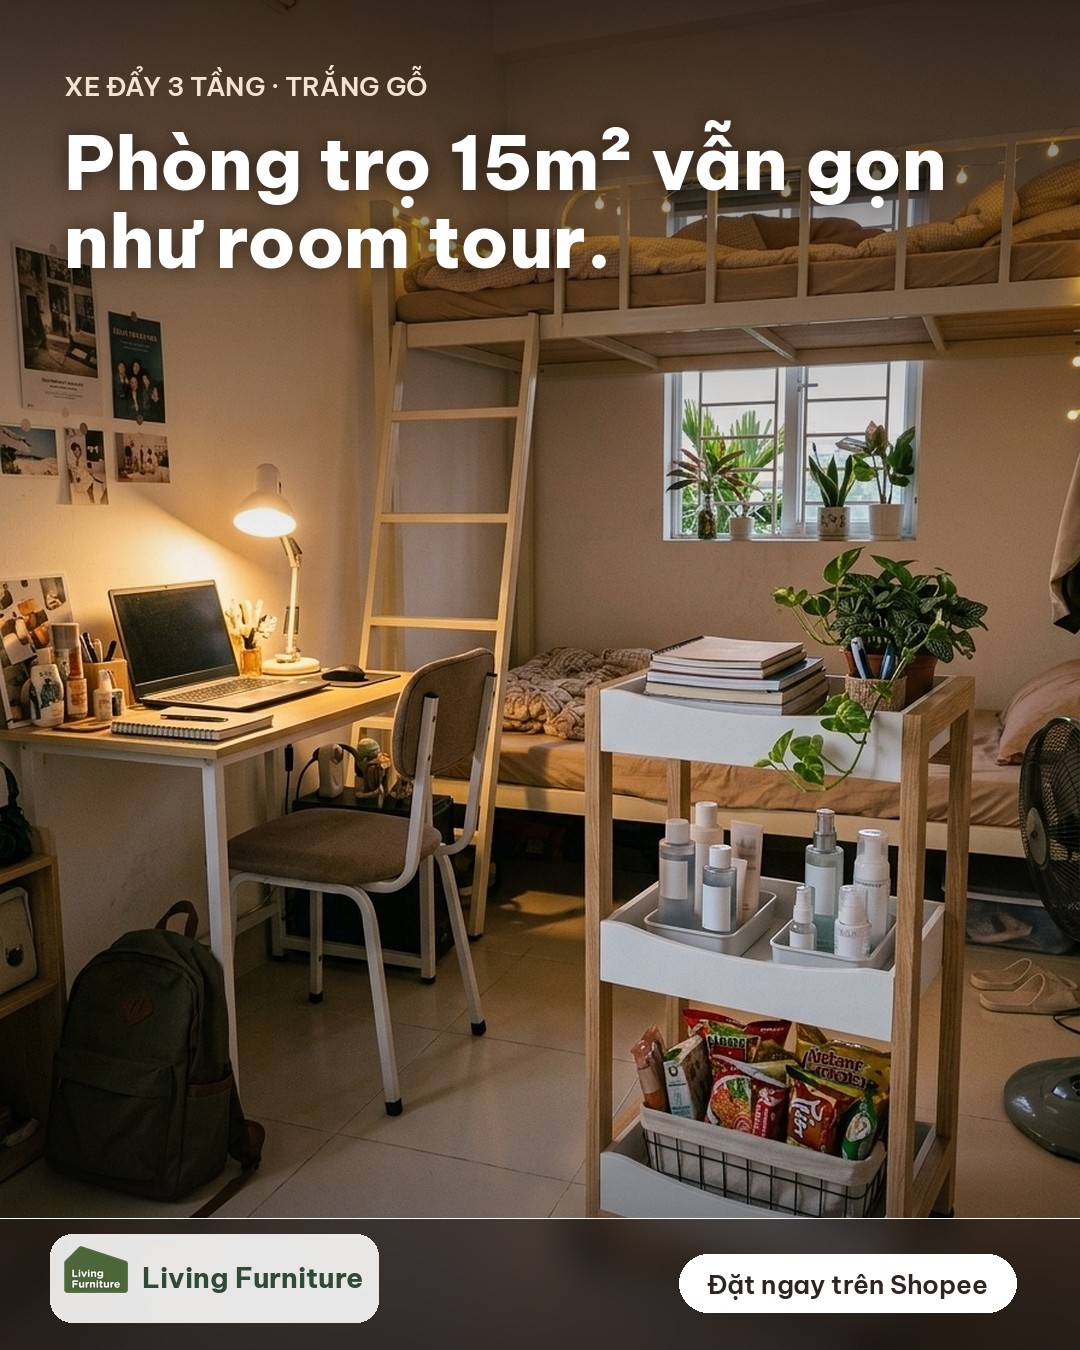 XE ĐẨY 3 TẦNG · TRẮNG GỖ
Phòng trọ 15m² vẫn gọn
như room tour.
Living
Furniture
Living Furniture
Đặt ngay trên Shopee